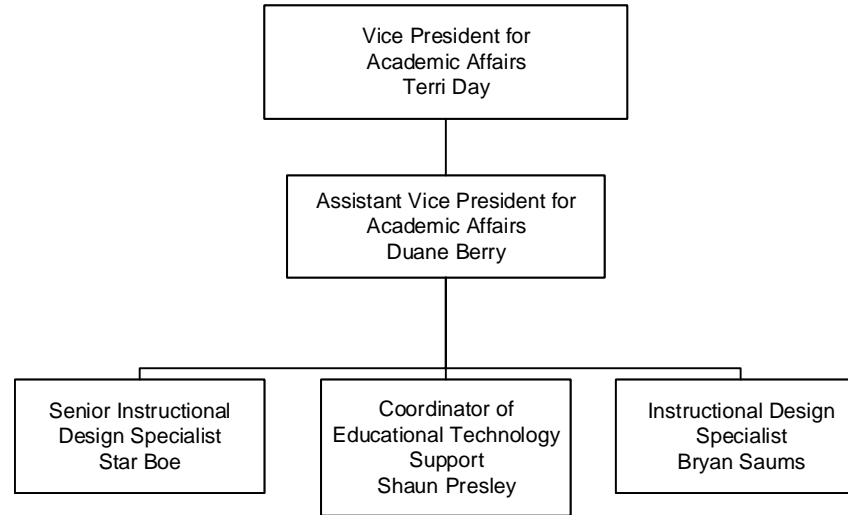 Vice President for
Academic Affairs
Terri Day
Assistant Vice President for
Academic Affairs
Duane Berry
Senior Instructional
Design Specialist
Star Boe
Coordinator of
Educational Technology
Support
Shaun Presley
Instructional Design
Specialist
Bryan Saums